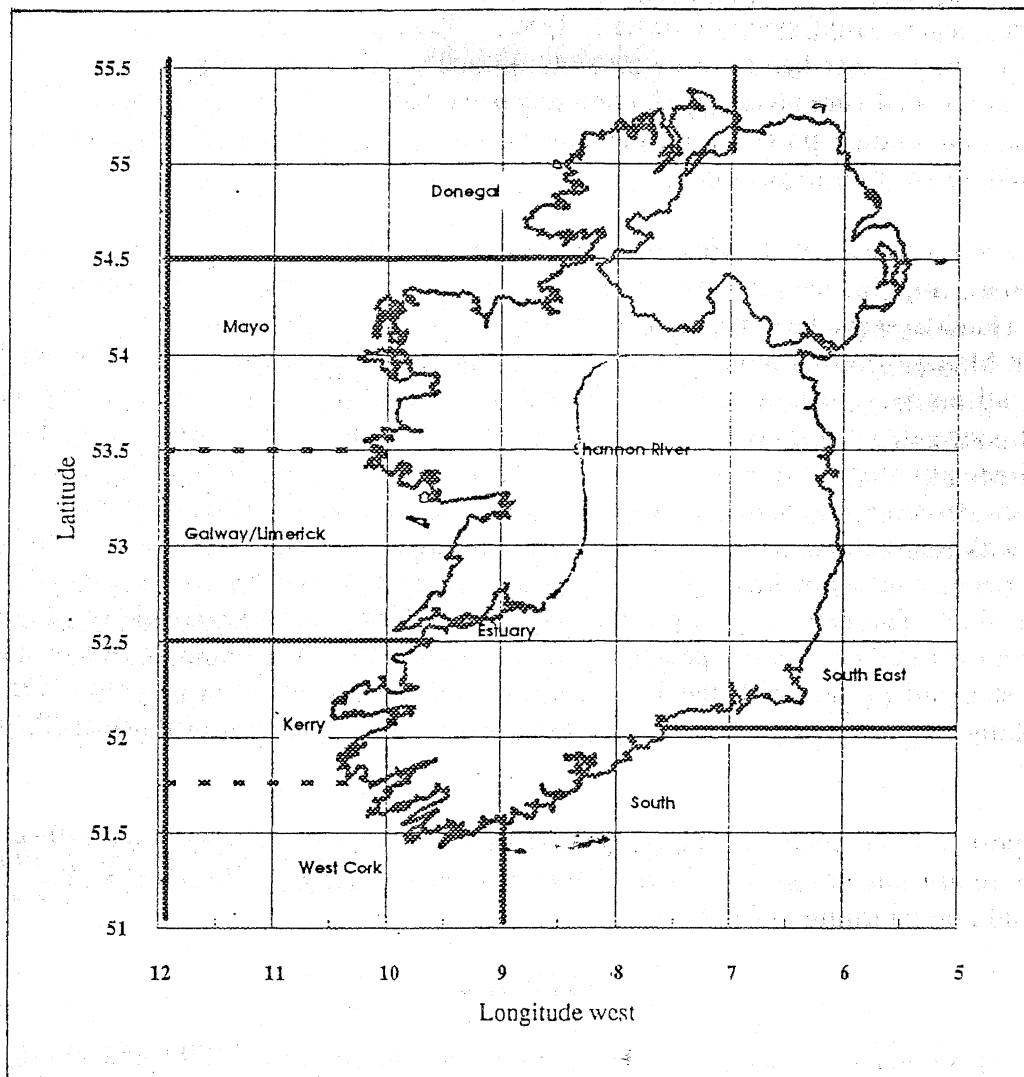 55.5
55
Donegal
54.5
Mayo
54
53.5
Shannon River
Latitude
Galway/Limerick
53
Estuary
52.5
South East
Kerry
52
South
51.5
West Cork
51
12 11 10 9 8 7 6 5
Longitude west